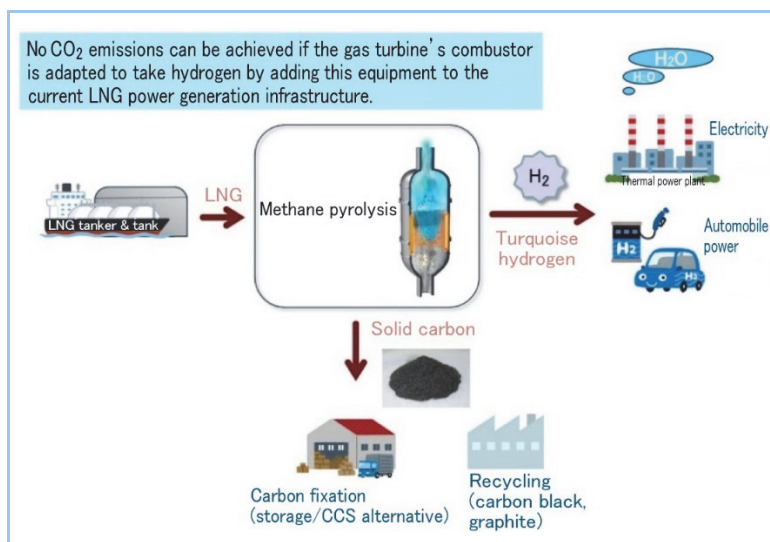 No CO₂ emissions can be achieved if the gas turbine's combustor
is adapted to take hydrogen by adding this equipment to the
current LNG power generation infrastructure.
H₂O
H₂O
Electricity
Thermal power plant
LNG
Methane pyrolysis
H₂
LNG tanker & tank
Turquoise
hydrogen
Automobile
power
H2
H2
Solid carbon
Carbon fixation
(storage/CCS alternative)
Recycling
(carbon black,
graphite)